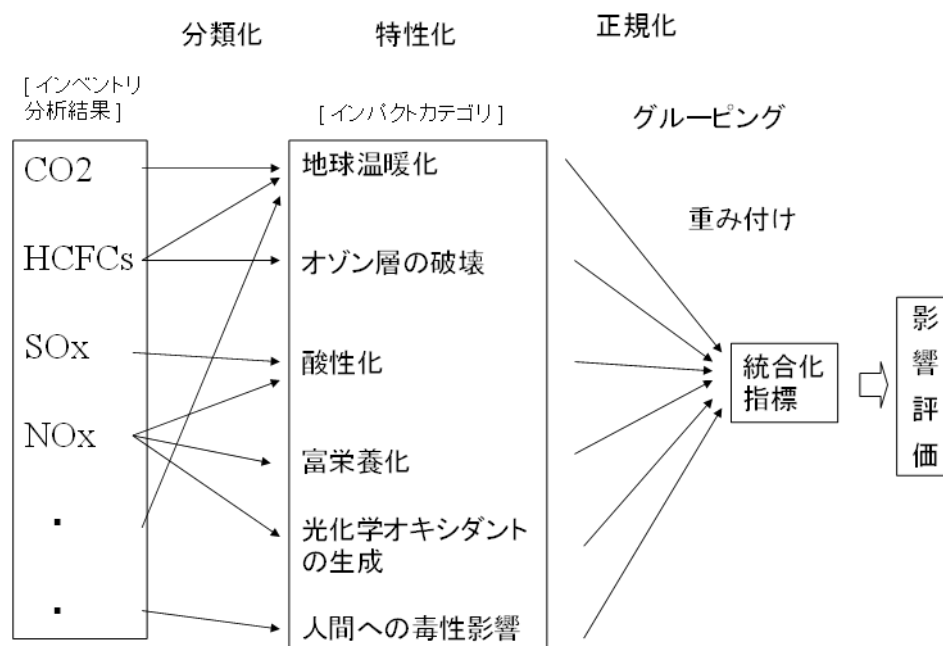 分類化
特性化
正規化
[ インベントリ
分析結果 ]
[ インパクトカテゴリ ]
グルーピング
重み付け
CO2
HCFCs
SOx
NOx
・
・
地球温暖化
オゾン層の破壊
酸性化
富栄養化
光化学オキシダント
の生成
人間への毒性影響
統合化
指標
影響評価